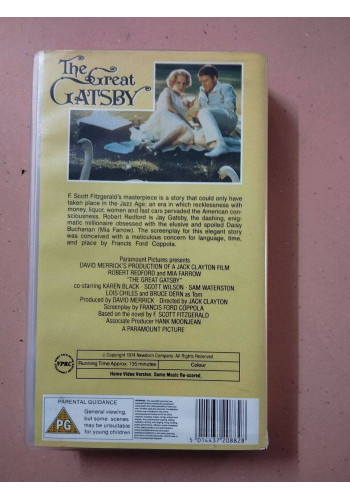 The Great
GATSBY
F. Scott Fitzgerald's masterpiece is a story that could only have
taken place in the Jazz Age; an era in which recklessness with
money, liquor, women and fast cars pervaded the American con-
sciousness. Robert Redford is Jay Gatsby, the dashing, enig-
matic millionaire obsessed with the elusive and spoiled Daisy
Buchanan (Mia Farrow). The screenplay for this elegant story
was conceived with a meticulous concern for language, time,
and place by Francis Ford Coppola.
Paramount Pictures presents
DAVID MERRICK'S PRODUCTION OF A JACK CLAYTON FILM
ROBERT REDFORD and MIA FARROW
"THE GREAT GATSBY"
co-starring KAREN BLACK · SCOTT WILSON · SAM WATERSTON
LOIS CHILES and BRUCE DERN as Tom
Produced by DAVID MERRICK Directed by JACK CLAYTON
Screenplay by FRANCIS FORD COPPOLA
Based on the novel by F. SCOTT FITZGERALD
Associate Producer HANK MOONJEAN
A PARAMOUNT PICTURE
© Copyright 1974 Newdon Company. All Rights Reserved.
VPRC
Running Time Approx. 135 minutes
Colour
Home Video Version. Some Music Re-scored.
PARENTAL GUIDANCE
PG
General viewing,
but some scenes
may be unsuitable
for young children
5 014437 208828